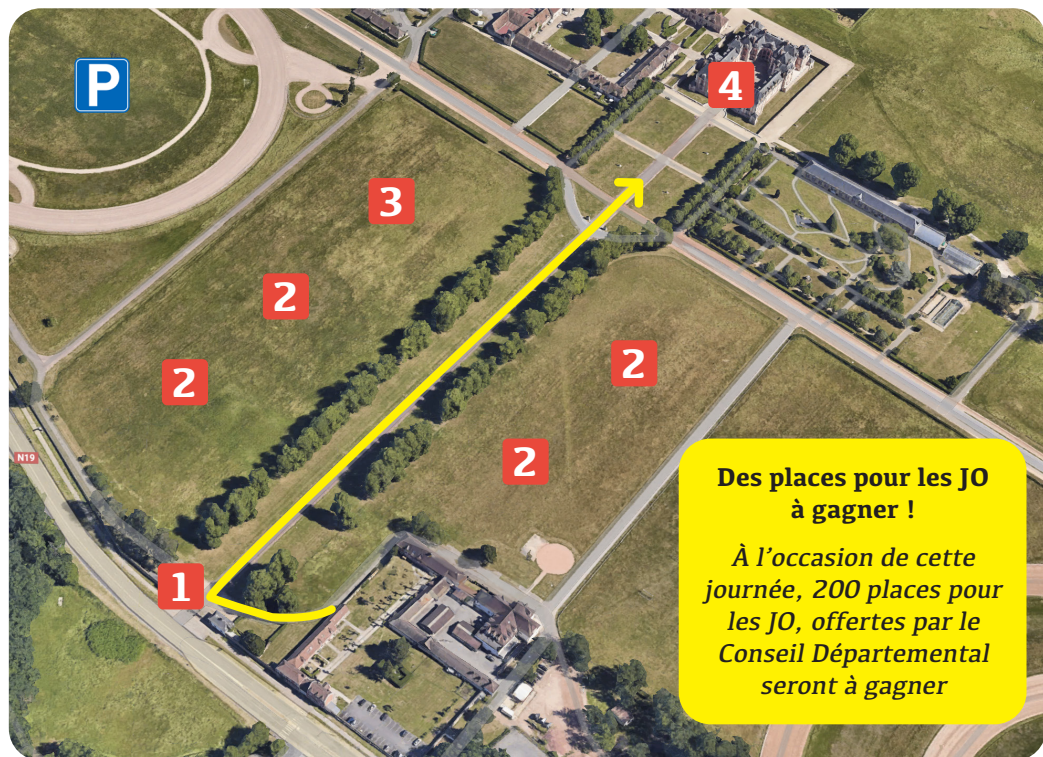 P
4
3
2
2
2
N19
2
1
Des places pour les JO
à gagner !
À l'occasion de cette
journée, 200 places pour
les JO, offertes par le
Conseil Départemental
seront à gagner